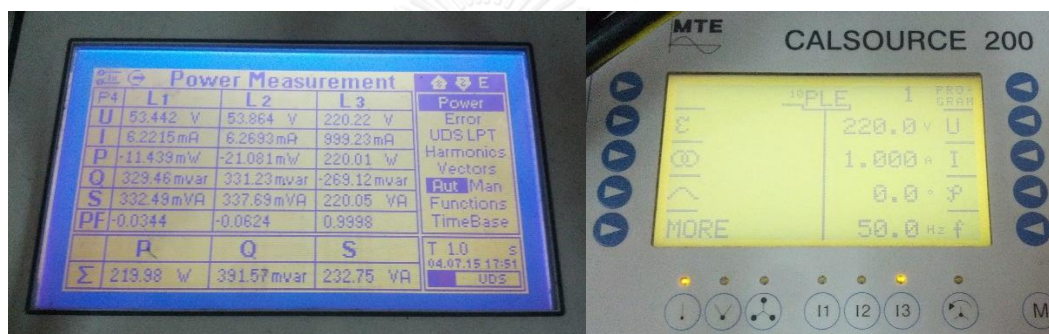 Power Measurement E
P4 L1 L2 L3 Power
U 53.442 V 53.864 V 220.22 V Error
I 6.2215mA 6.2693mA 999.23mA UDS LPT
P -11.439mW -21.081mW 220.01 W Harmonics
Vectors
Q 329.46mvar 331.23mvar -269.12mvar Aut Man
S 332.49mVA 337.69mVA 220.05 VA Functions
PF -0.0344 -0.0624 0.9998 TimeBase
P Q S T 1.0 s
04.07.15 17:51
Σ 219.98 W 391.57mvar 232.75 VA UDS
MTE
CALSOURCE 200
PLE 1 PRO-
GRAM
220.0 V U
1.000 A I
0.0 ° φ
MORE 50.0 Hz f
I1 I2 I3 M